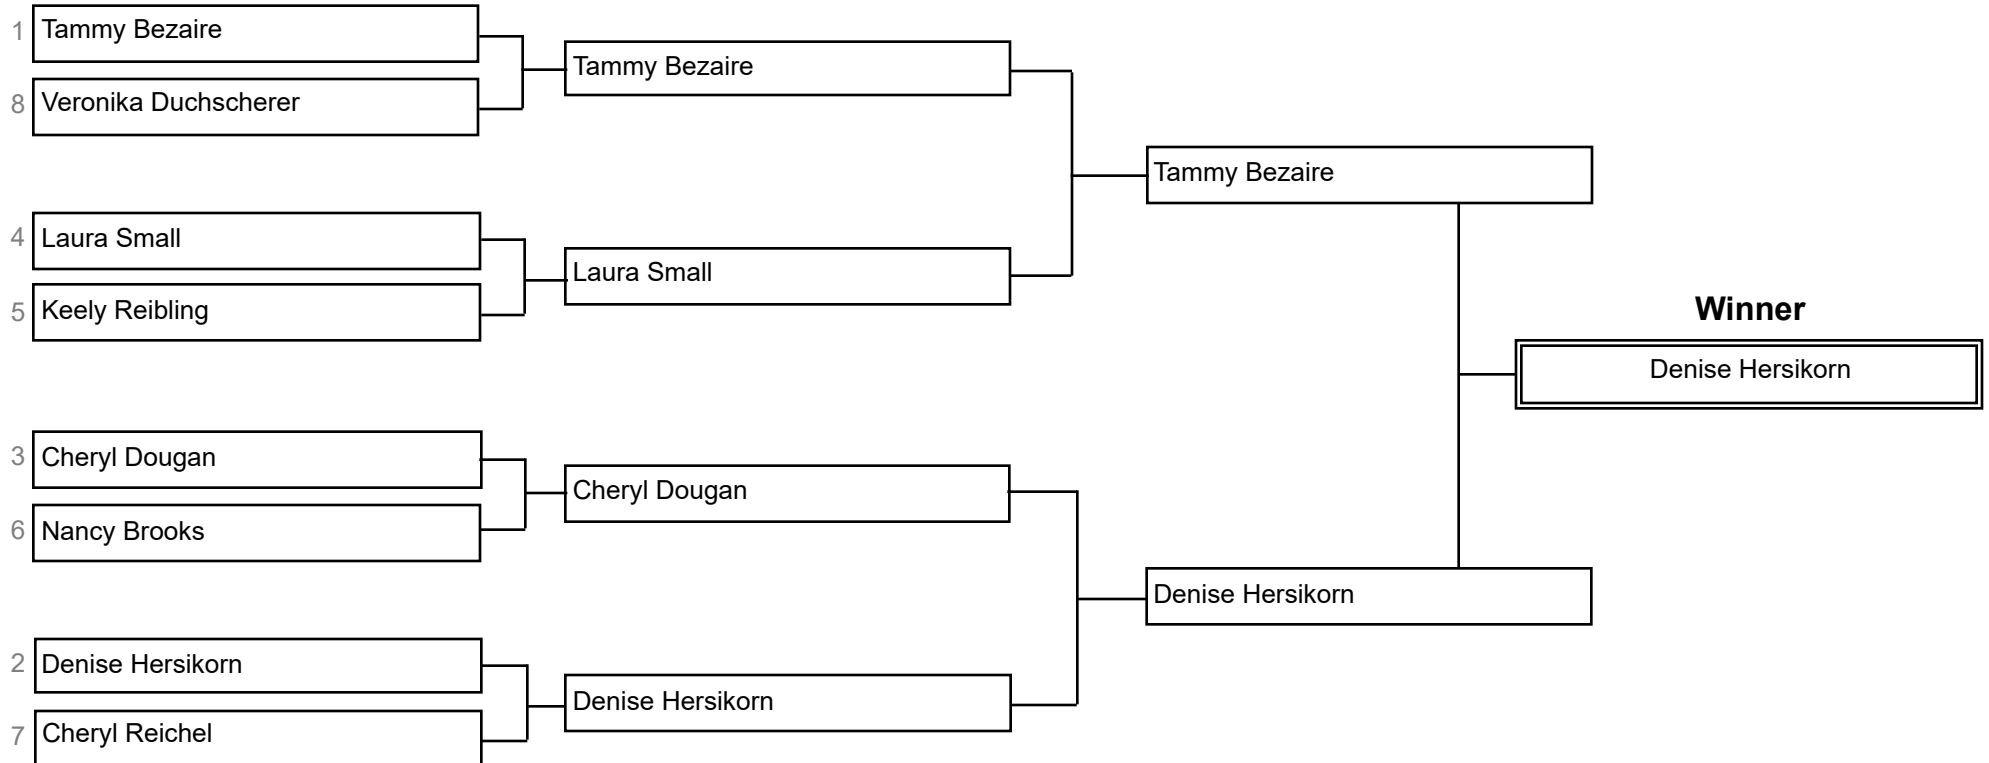 1 Tammy Bezaire
8 Veronika Duchscherer
4 Laura Small
5 Keely Reibling
3 Cheryl Dougan
6 Nancy Brooks
2 Denise Hersikorn
7 Cheryl Reichel
Tammy Bezaire
Laura Small
Cheryl Dougan
Denise Hersikorn
Tammy Bezaire
Denise Hersikorn
Winner
Denise Hersikorn